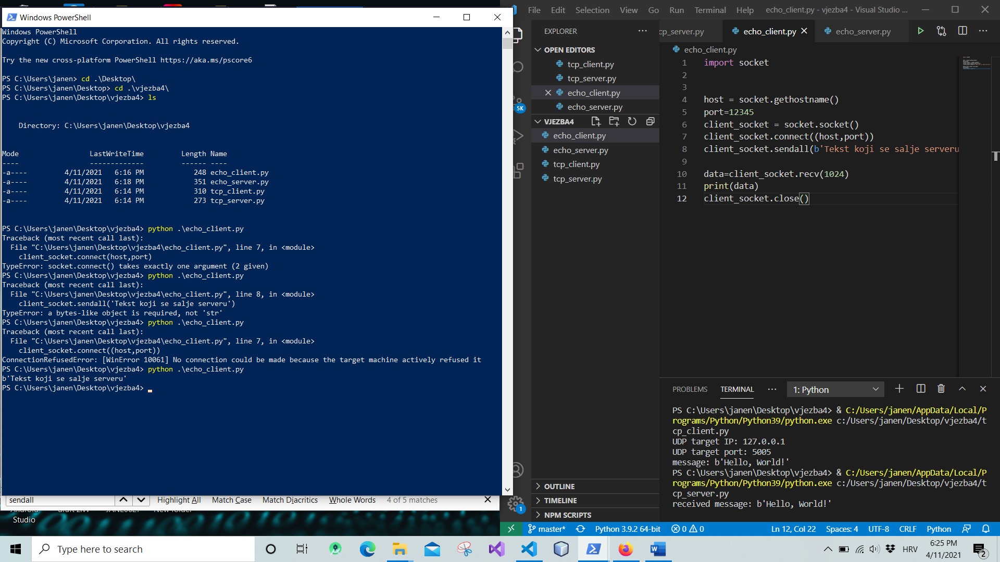 Windows PowerShell
Windows PowerShell
Copyright (C) Microsoft Corporation. All rights reserved.
Try the new cross-platform PowerShell https://aka.ms/pscore6
PS C:\Users\janen> cd .\Desktop\
PS C:\Users\janen\Desktop> cd .\vjezba4\
PS C:\Users\janen\Desktop\vjezba4> ls
Directory: C:\Users\janen\Desktop\vjezba4
Mode LastWriteTime Length Name
---- ------------- ------ ----
-a---- 4/11/2021 6:16 PM 248 echo_client.py
-a---- 4/11/2021 6:18 PM 351 echo_server.py
-a---- 4/11/2021 6:14 PM 310 tcp_client.py
-a---- 4/11/2021 6:14 PM 273 tcp_server.py
PS C:\Users\janen\Desktop\vjezba4> python .\echo_client.py
Traceback (most recent call last):
File "C:\Users\janen\Desktop\vjezba4\echo_client.py", line 7, in <module>
client_socket.connect(host,port)
TypeError: socket.connect() takes exactly one argument (2 given)
PS C:\Users\janen\Desktop\vjezba4> python .\echo_client.py
Traceback (most recent call last):
File "C:\Users\janen\Desktop\vjezba4\echo_client.py", line 8, in <module>
client_socket.sendall('Tekst koji se salje serveru')
TypeError: a bytes-like object is required, not 'str'
PS C:\Users\janen\Desktop\vjezba4> python .\echo_client.py
Traceback (most recent call last):
File "C:\Users\janen\Desktop\vjezba4\echo_client.py", line 7, in <module>
client_socket.connect((host,port))
ConnectionRefusedError: [WinError 10061] No connection could be made because the target machine actively refused it
PS C:\Users\janen\Desktop\vjezba4> python .\echo_client.py
b'Tekst koji se salje serveru'
PS C:\Users\janen\Desktop\vjezba4>
sendall Highlight All Match Case Match Diacritics Whole Words 4 of 5 matches
Studio
File Edit Selection View Go Run Terminal Help echo_client.py - vjezba4 - Visual Studio ...
EXPLORER
OPEN EDITORS
tcp_client.py
tcp_server.py
echo_client.py
echo_server.py
5K
VJEZBA4
echo_client.py
echo_server.py
tcp_client.py
tcp_server.py
OUTLINE
TIMELINE
NPM SCRIPTS
1
cp_server.py echo_client.py echo_server.py
echo_client.py
1 import socket
2
3
4 host = socket.gethostname()
5 port=12345
6 client_socket = socket.socket()
7 client_socket.connect((host,port))
8 client_socket.sendall(b'Tekst koji se salje serveru
9
10 data=client_socket.recv(1024)
11 print(data)
12 client_socket.close()
PROBLEMS TERMINAL 1: Python
PS C:\Users\janen\Desktop\vjezba4> & C:/Users/janen/AppData/Local/P
rograms/Python/Python39/python.exe c:/Users/janen/Desktop/vjezba4/t
cp_client.py
UDP target IP: 127.0.0.1
UDP target port: 5005
message: b'Hello, World!'
PS C:\Users\janen\Desktop\vjezba4> & C:/Users/janen/AppData/Local/P
rograms/Python/Python39/python.exe c:/Users/janen/Desktop/vjezba4/t
cp_server.py
received message: b'Hello, World!'
master* Python 3.9.2 64-bit 0 0 Ln 12, Col 22 Spaces: 4 UTF-8 CRLF Python
Type here to search
HRV
6:25 PM
4/11/2021
2